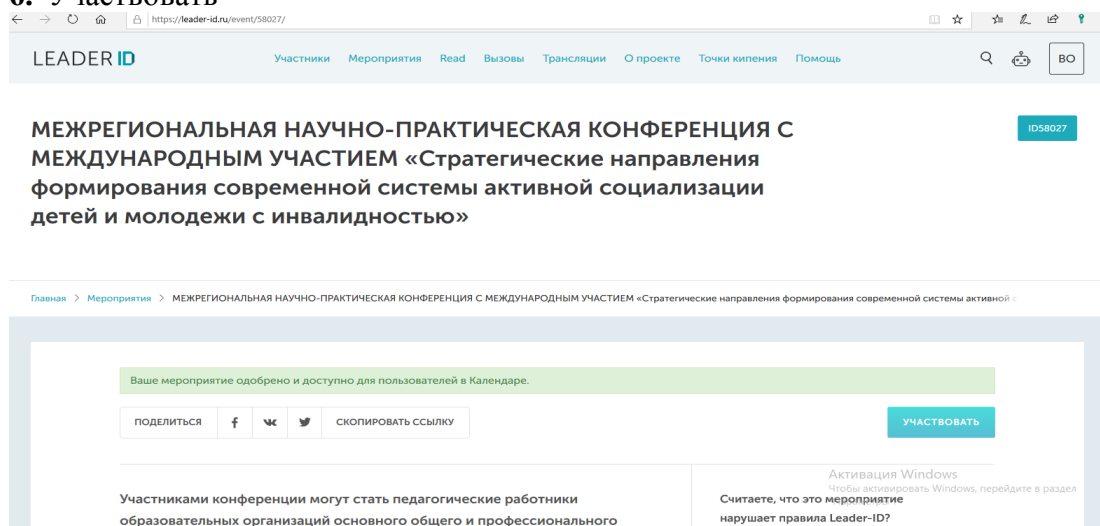 6. Участвовать
https://leader-id.ru/event/58027/
LEADER ID
Участники Мероприятия Read Вызовы Трансляции О проекте Точки кипения Помощь
ВО
МЕЖРЕГИОНАЛЬНАЯ НАУЧНО-ПРАКТИЧЕСКАЯ КОНФЕРЕНЦИЯ С
МЕЖДУНАРОДНЫМ УЧАСТИЕМ «Стратегические направления
формирования современной системы активной социализации
детей и молодежи с инвалидностью»
ID58027
Главная > Мероприятия > МЕЖРЕГИОНАЛЬНАЯ НАУЧНО-ПРАКТИЧЕСКАЯ КОНФЕРЕНЦИЯ С МЕЖДУНАРОДНЫМ УЧАСТИЕМ «Стратегические направления формирования современной системы активной
Ваше мероприятие одобрено и доступно для пользователей в Календаре.
ПОДЕЛИТЬСЯ
СКОПИРОВАТЬ ССЫЛКУ
УЧАСТВОВАТЬ
Участниками конференции могут стать педагогические работники
образовательных организаций основного общего и профессионального
Активация Windows
Чтобы активировать Windows, перейдите в раздел
Считаете, что это мероприятие
нарушает правила Leader-ID?